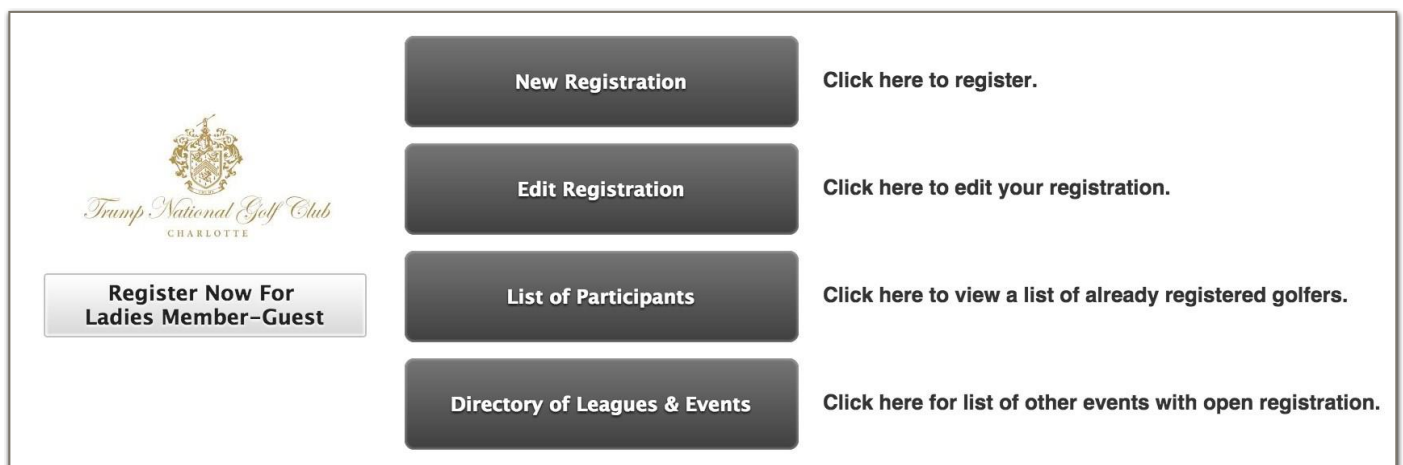 Trump National Golf Club
CHARLOTTE
Register Now For
Ladies Member-Guest
New Registration
Click here to register.
Edit Registration
Click here to edit your registration.
List of Participants
Click here to view a list of already registered golfers.
Directory of Leagues & Events
Click here for list of other events with open registration.